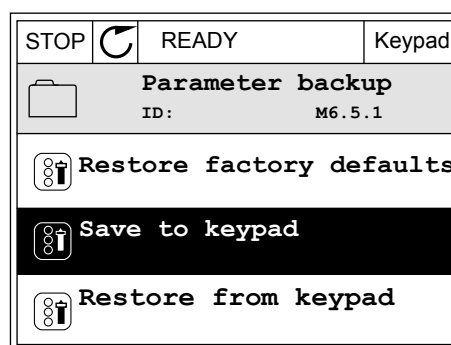 STOP READY Keypad
Parameter backup
ID: M6.5.1
Restore factory defaults
Save to keypad
Restore from keypad